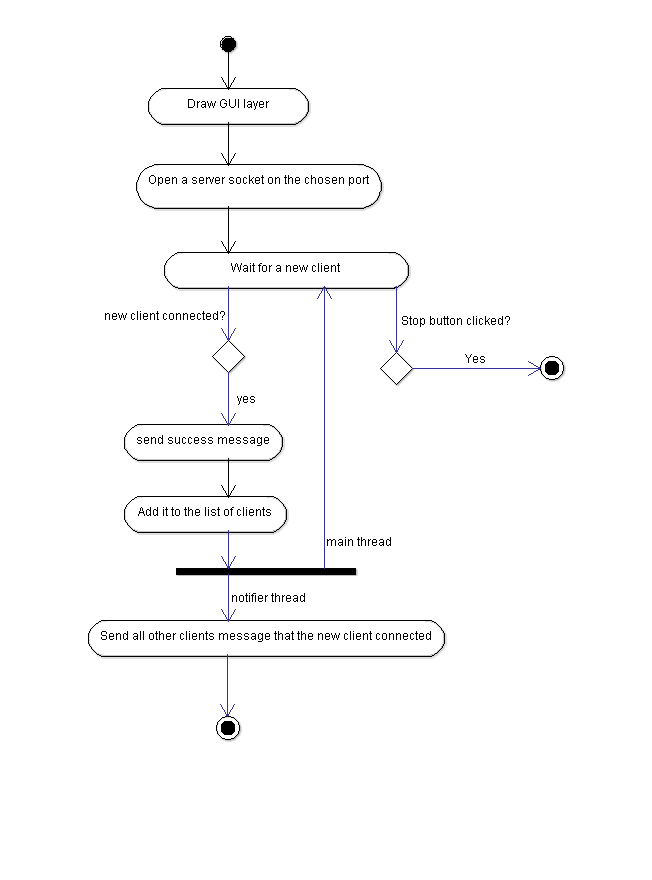 Draw GUI layer
Open a server socket on the chosen port
Wait for a new client
new client connected?
Stop button clicked?
Yes
yes
send success message
Add it to the list of clients
main thread
notifier thread
Send all other clients message that the new client connected